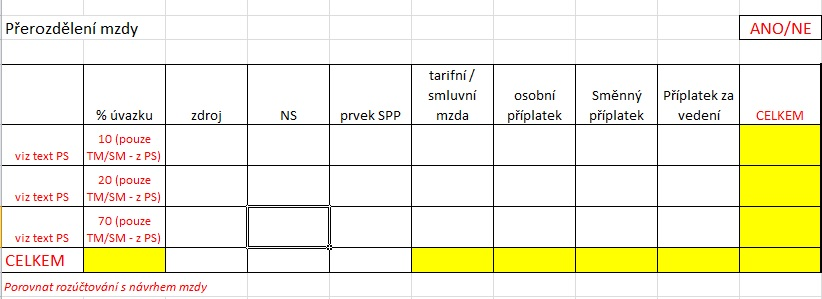 Přerozdělení mzdy ANO/NE
% úvazku zdroj NS prvek SPP tarifní / smluvní mzda osobní příplatek Směnný příplatek Příplatek za vedení CELKEM
viz text PS 10 (pouze TM/SM - z PS)
viz text PS 20 (pouze TM/SM - z PS)
viz text PS 70 (pouze TM/SM - z PS)
CELKEM
Porovnat rozúčtování s návrhem mzdy